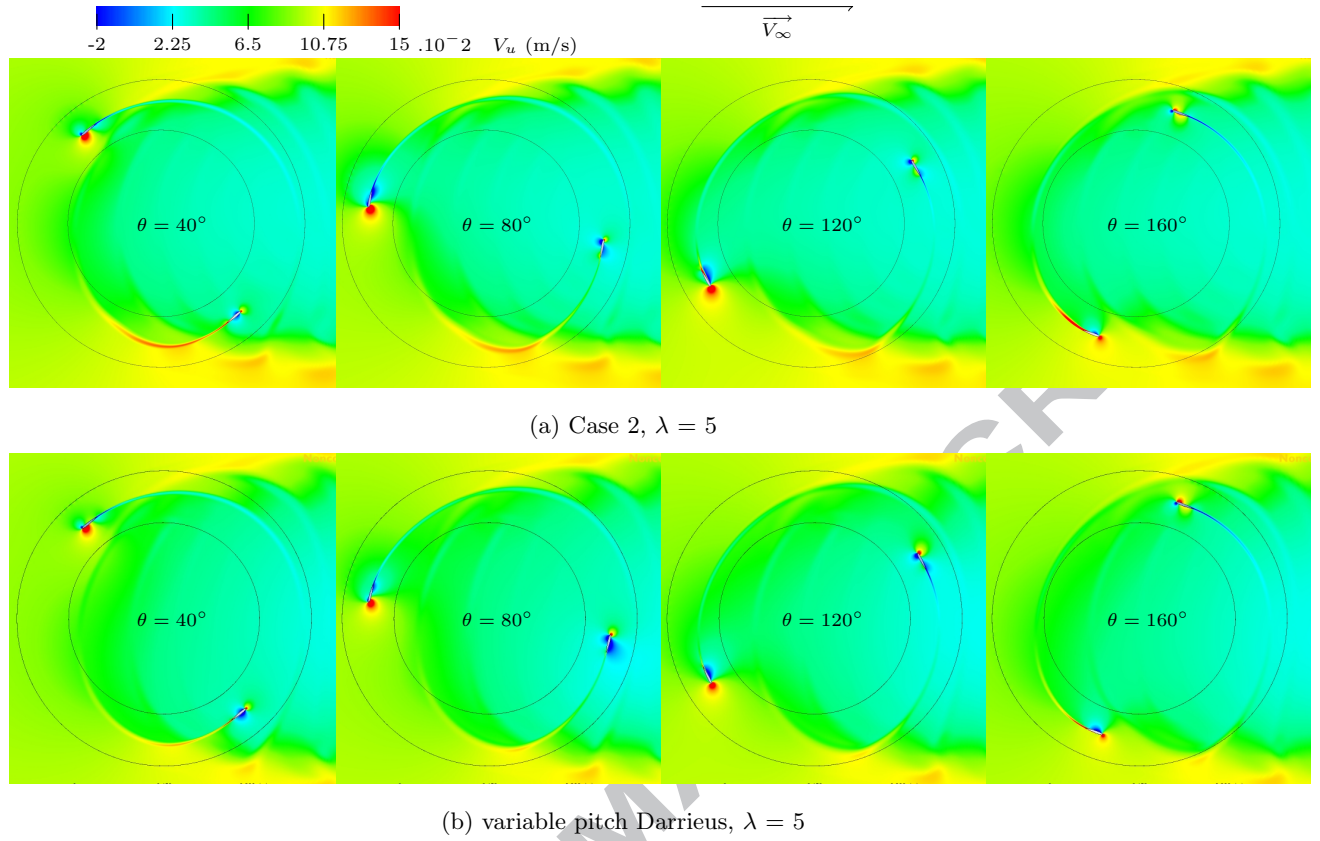 -2 2.25 6.5 10.75 15 .10⁻2 V_u (m/s)
V_∞
θ = 40° θ = 80° θ = 120° θ = 160°
(a) Case 2, λ = 5
θ = 40° θ = 80° θ = 120° θ = 160°
(b) variable pitch Darrieus, λ = 5